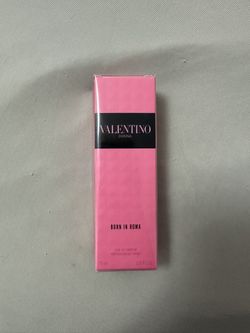 VALENTINO
DONNA
BORN IN ROMA
EAU DE PARFUM